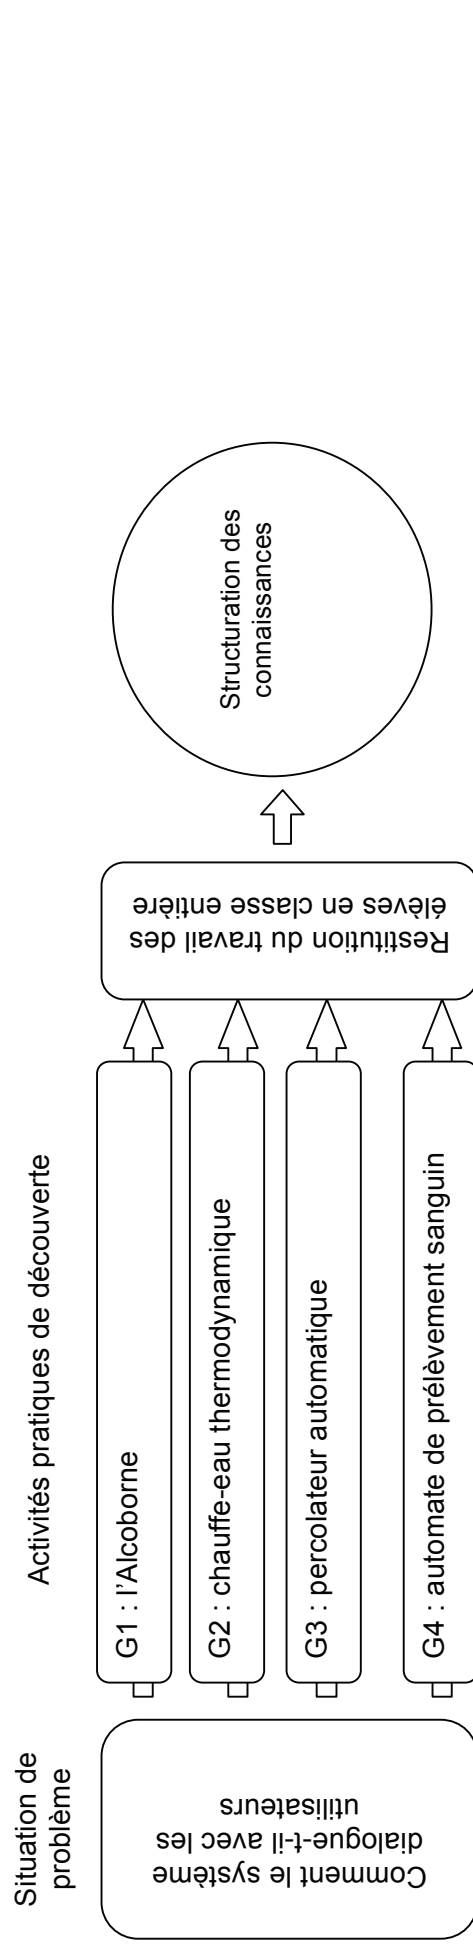 Situation de
problème
Activités pratiques de découverte
Comment le système
dialogue-t-il avec les
utilisateurs
G1 : l’Alcoborne
G2 : chauffe-eau thermodynamique
G3 : percolateur automatique
G4 : automate de prélèvement sanguin
Restitution du travail des
élèves en classe entière
Structuration des
connaissances